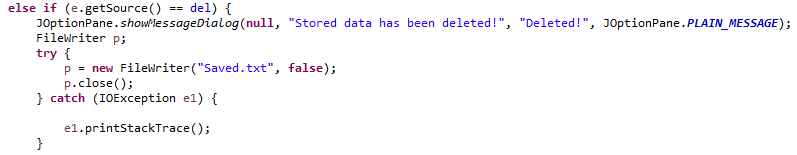 else if (e.getSource() == del) {
JOptionPane.showMessageDialog(null, "Stored data has been deleted!", "Deleted!", JOptionPane.PLAIN_MESSAGE);
FileWriter p;
try {
p = new FileWriter("Saved.txt", false);
p.close();
} catch (IOException e1) {
e1.printStackTrace();
}